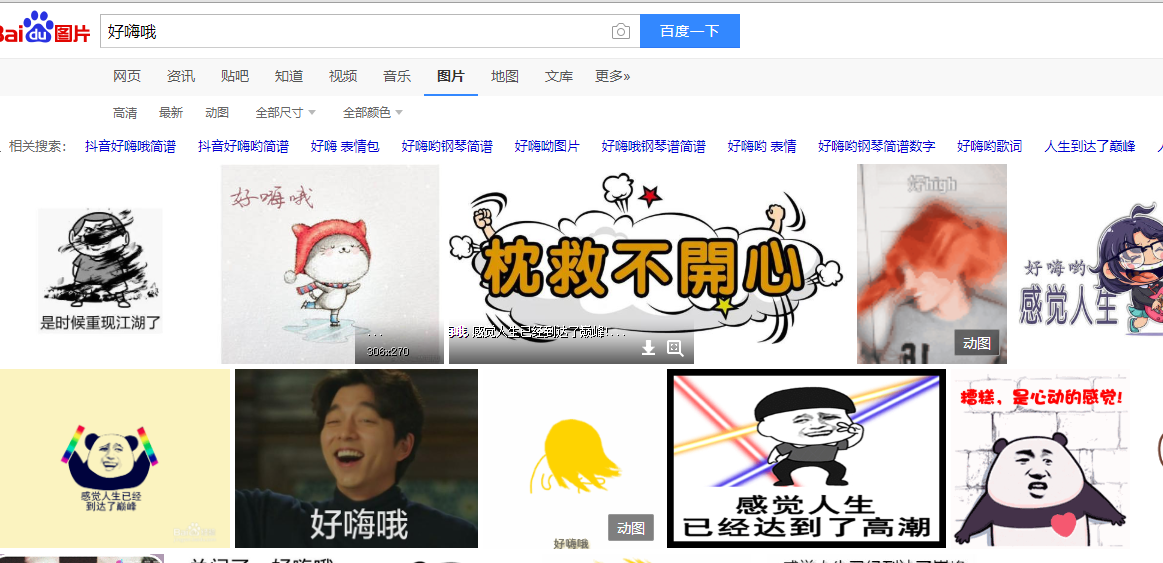 Bai du 图片
好嗨哦
百度一下
网页 资讯 贴吧 知道 视频 音乐 图片 地图 文库 更多»
高清 最新 动图 全部尺寸 全部颜色
相关搜索: 抖音好嗨哦简谱 抖音好嗨哟简谱 好嗨 表情包 好嗨哟钢琴简谱 好嗨呦图片 好嗨哦钢琴谱简谱 好嗨哟 表情 好嗨哟钢琴简谱数字 好嗨哟歌词 人生到达了巅峰
是时候重现江湖了
好嗨哦
...
306x270
枕救不開心
感觉人生已经到达了巅峰!...
好high
31
动图
好嗨哟
感觉人生
感觉人生已经
到达了巅峰
好嗨哦
好嗨哦
动图
感觉人生
已经达到了高潮
糟糕，是心动的感觉!